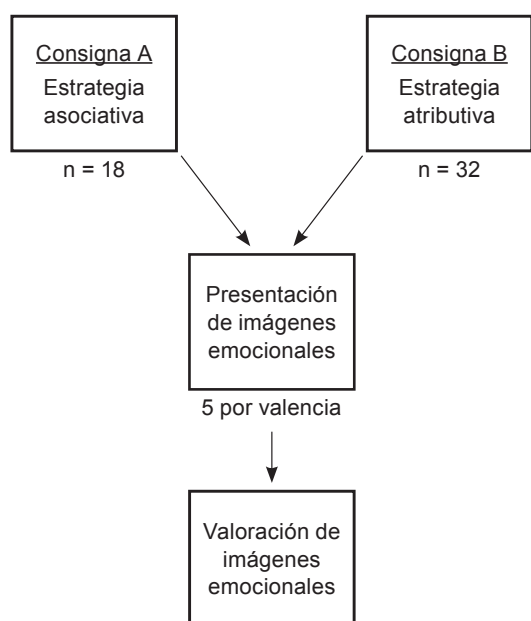 Consigna A
Estrategia
asociativa
n = 18
Consigna B
Estrategia
atributiva
n = 32
Presentación
de imágenes
emocionales
5 por valencia
Valoración de
imágenes
emocionales